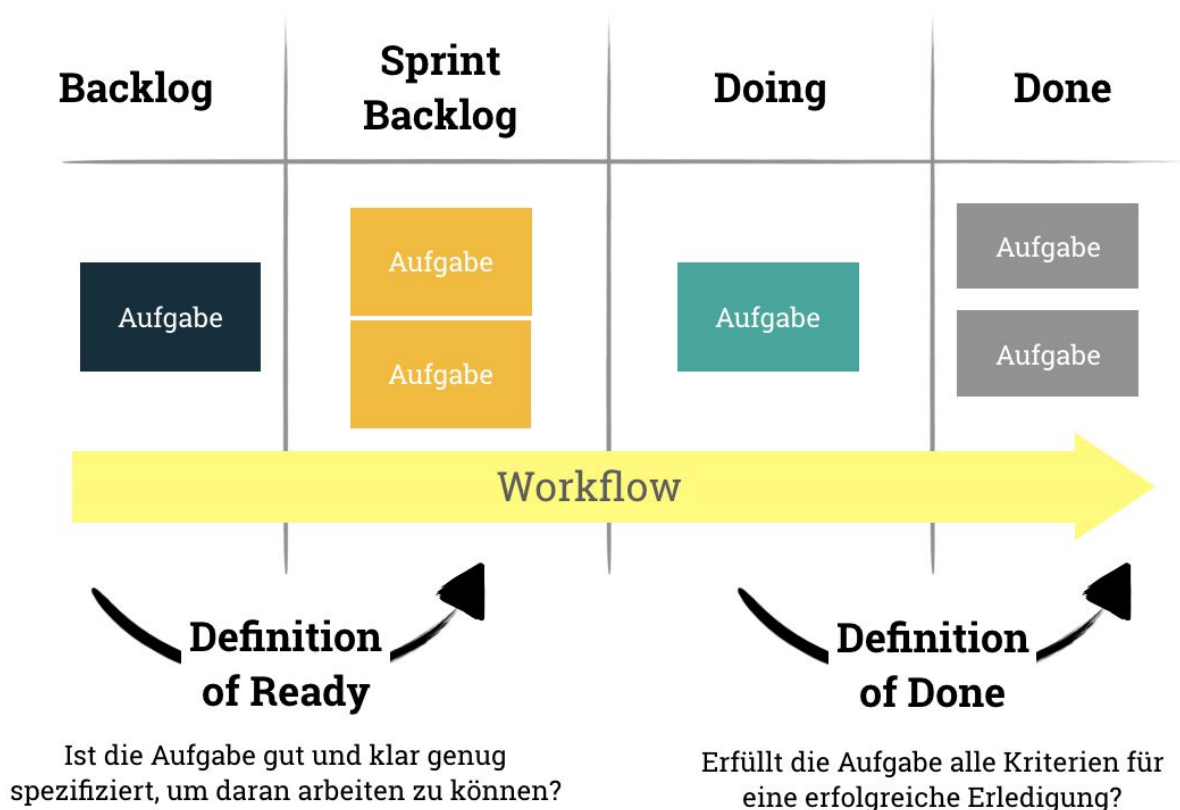 Backlog
Sprint
Backlog
Doing
Done
Aufgabe
Aufgabe
Aufgabe
Aufgabe
Aufgabe
Aufgabe
Workflow
Definition
of Ready
Ist die Aufgabe gut und klar genug
spezifiziert, um daran arbeiten zu können?
Definition
of Done
Erfüllt die Aufgabe alle Kriterien für
eine erfolgreiche Erledigung?